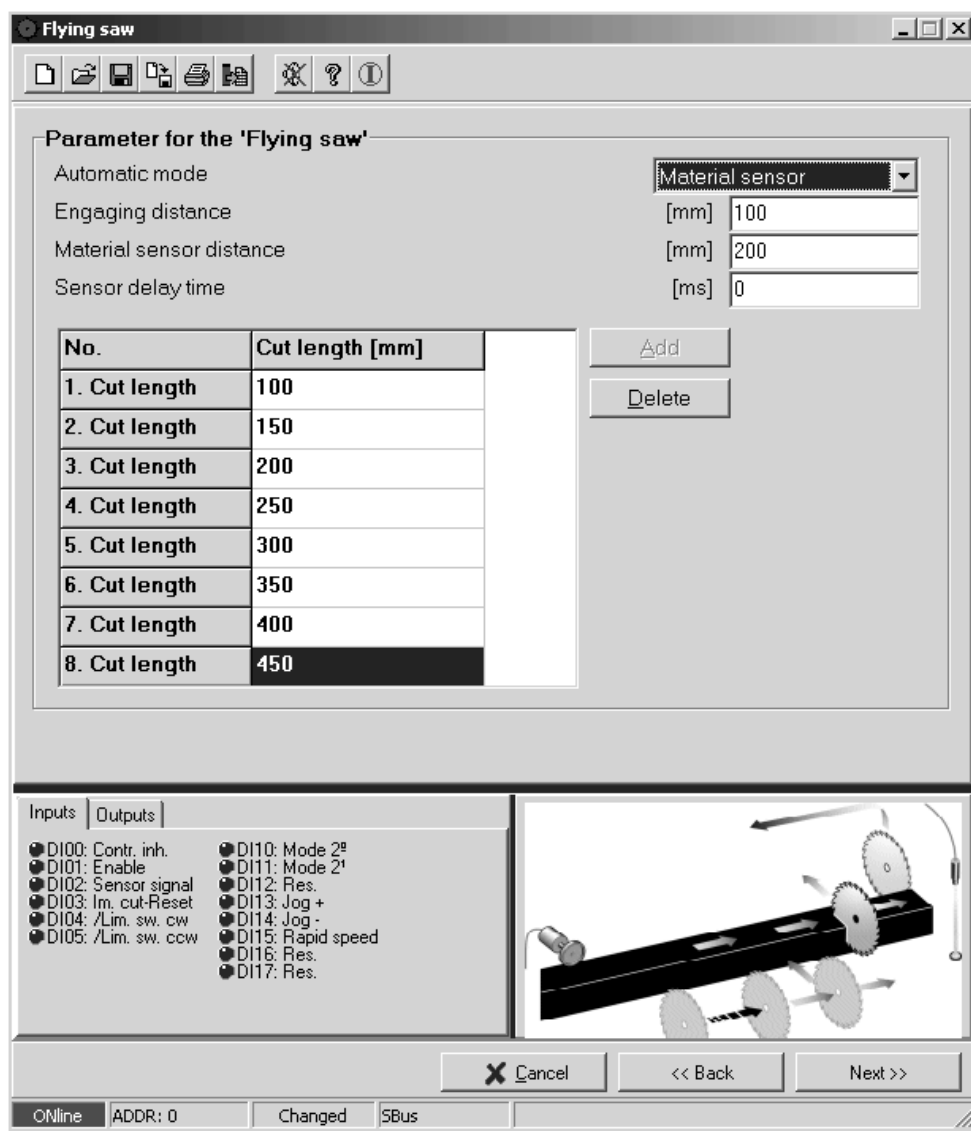 Flying saw
Parameter for the 'Flying saw'
Automatic mode
Material sensor
Engaging distance [mm] 100
Material sensor distance [mm] 200
Sensor delay time [ms] 0
No. Cut length [mm]
Add
1. Cut length 100
Delete
2. Cut length 150
3. Cut length 200
4. Cut length 250
5. Cut length 300
6. Cut length 350
7. Cut length 400
8. Cut length 450
Inputs Outputs
DI00: Contr. inh.
DI01: Enable
DI02: Sensor signal
DI03: Im. cut-Reset
DI04: /Lim. sw. cw
DI05: /Lim. sw. ccw
DI10: Mode 2º
DI11: Mode 2¹
DI12: Res.
DI13: Jog +
DI14: Jog -
DI15: Rapid speed
DI16: Res.
DI17: Res.
Cancel << Back Next >>
ONline ADDR: 0 Changed SBus